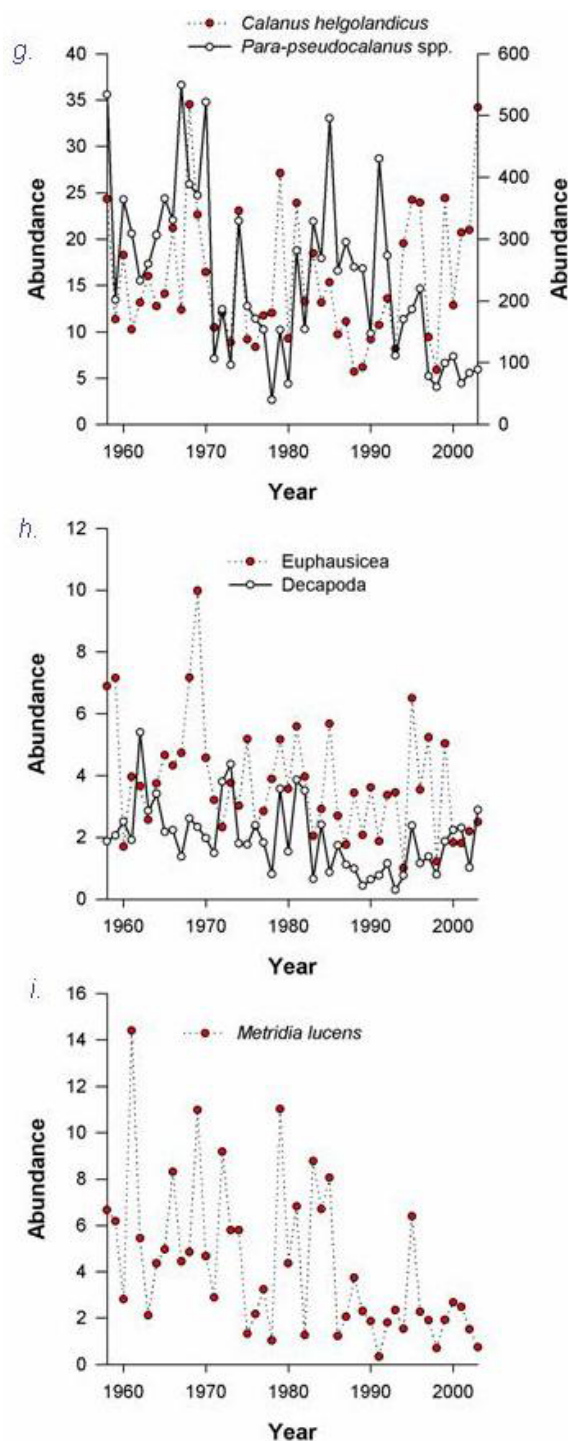 g.
Calanus helgolandicus
Para-pseudocalanus spp.
40
35
30
25
20
15
10
5
0
Abundance
600
500
400
300
200
100
0
Abundance
1960 1970 1980 1990 2000
Year
h.
Euphausicea
Decapoda
12
10
8
6
4
2
0
Abundance
1960 1970 1980 1990 2000
Year
i.
Metridia lucens
16
14
12
10
8
6
4
2
0
Abundance
1960 1970 1980 1990 2000
Year